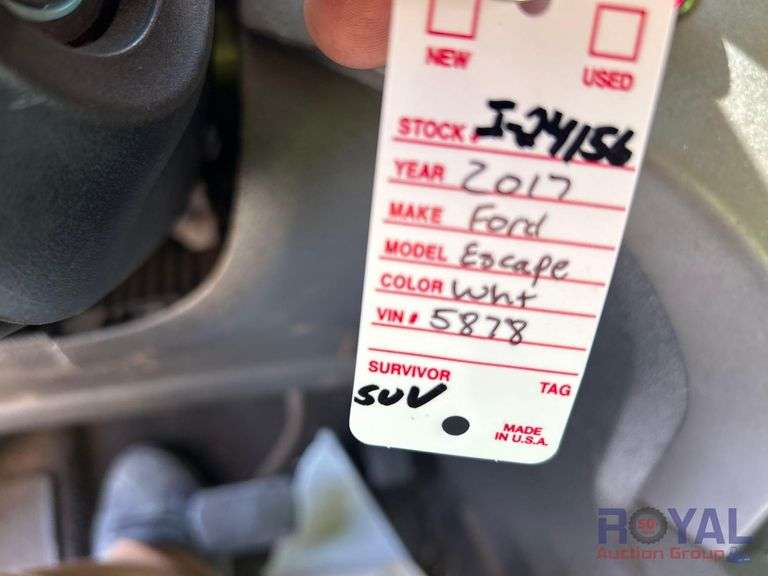 NEW USED
STOCK # I-24156
YEAR 2017
MAKE Ford
MODEL Escape
COLOR Wht
VIN # 5878
SURVIVOR TAG
SUV
MADE
IN U.S.A.
ROYAL
50
Auction Group